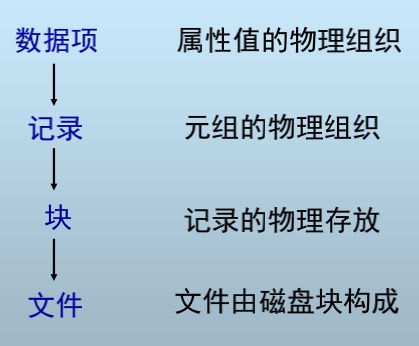 数据项 属性值的物理组织
记录 元组的物理组织
块 记录的物理存放
文件 文件由磁盘块构成